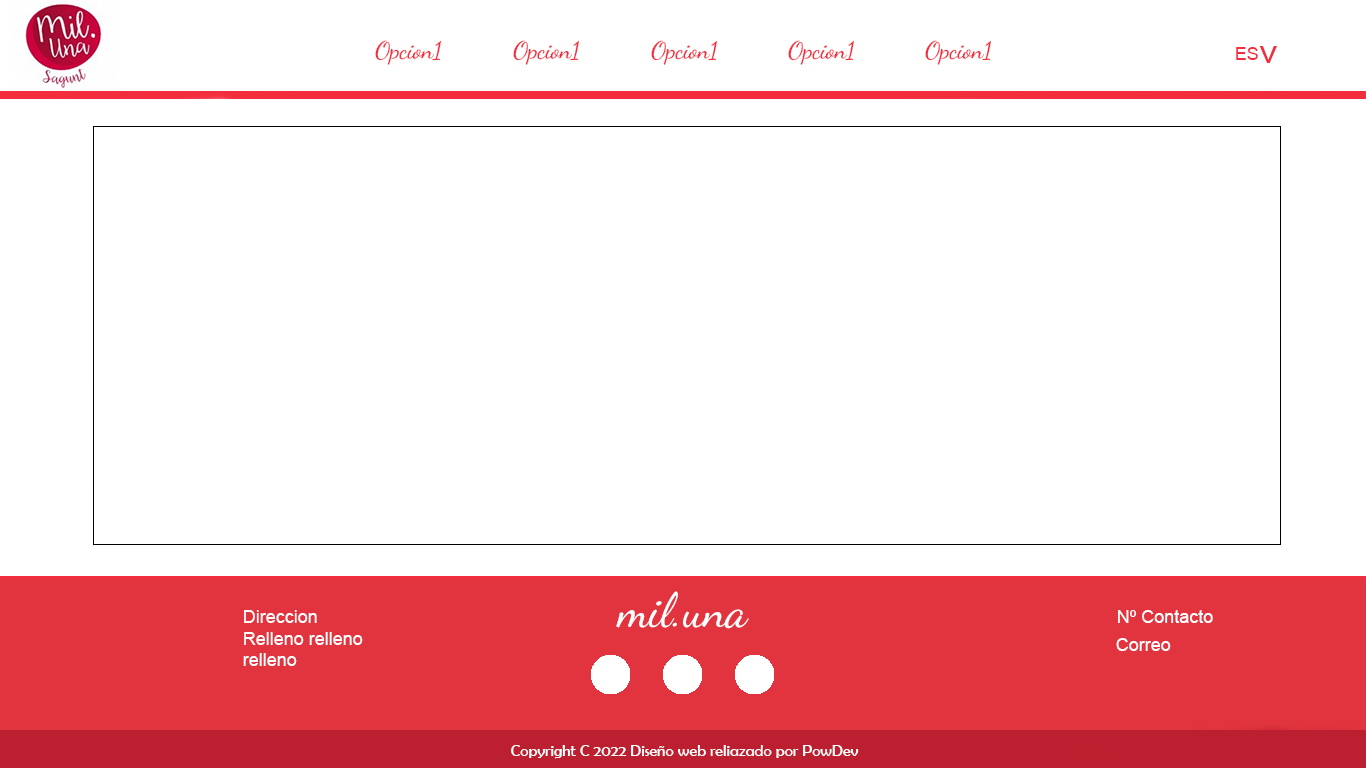 mil.
una
Sagunt
Opcion1 Opcion1 Opcion1 Opcion1 Opcion1
ES V
Direccion
Relleno relleno
relleno
mil.una
Nº Contacto
Correo
Copyright C 2022 Diseño web reliazado por PowDev